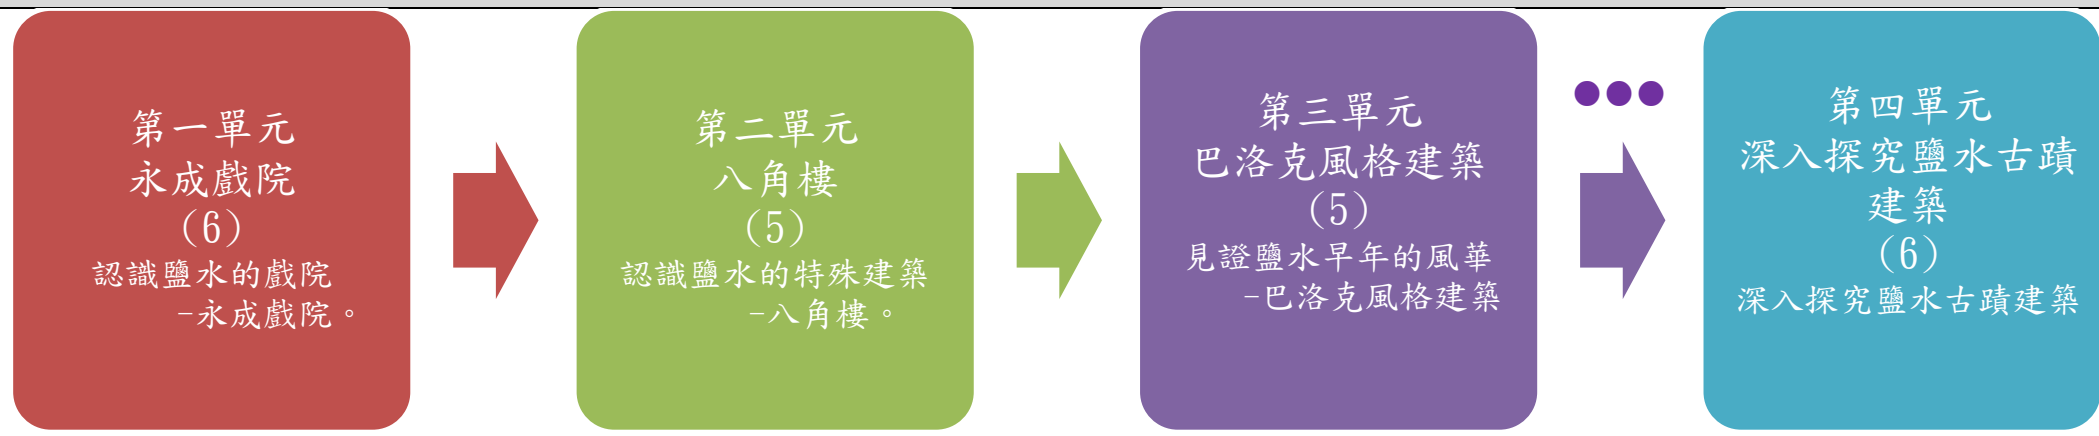 第一單元
永成戲院
(6)
認識鹽水的戲院
-永成戲院。
第二單元
八角樓
(5)
認識鹽水的特殊建築
-八角樓。
第三單元
巴洛克風格建築
(5)
見證鹽水早年的風華
-巴洛克風格建築
第四單元
深入探究鹽水古蹟
建築
(6)
深入探究鹽水古蹟建築